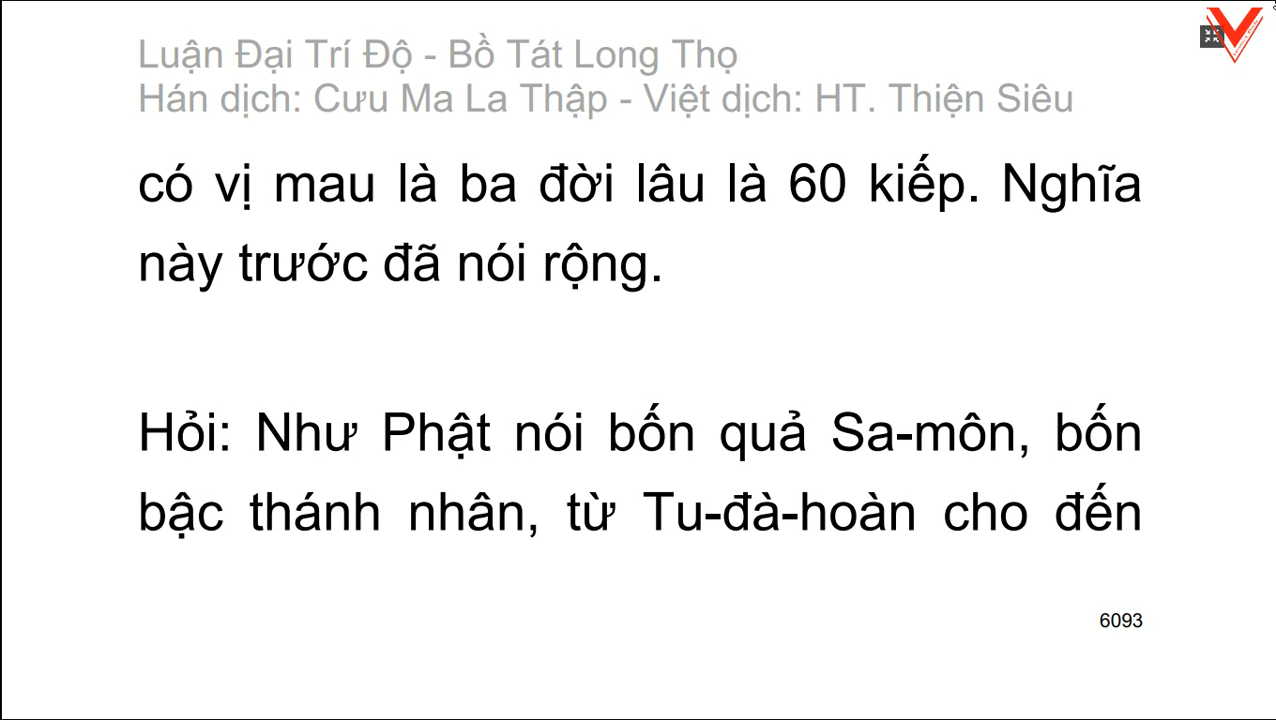 Luận Đại Trí Độ - Bồ Tát Long Thọ
Hán dịch: Cưu Ma La Thập - Việt dịch: HT. Thiện Siêu
có vị mau là ba đời lâu là 60 kiếp. Nghĩa
này trước đã nói rộng.
Hỏi: Như Phật nói bốn quả Sa-môn, bốn
bậc thánh nhân, từ Tu-đà-hoàn cho đến
6093